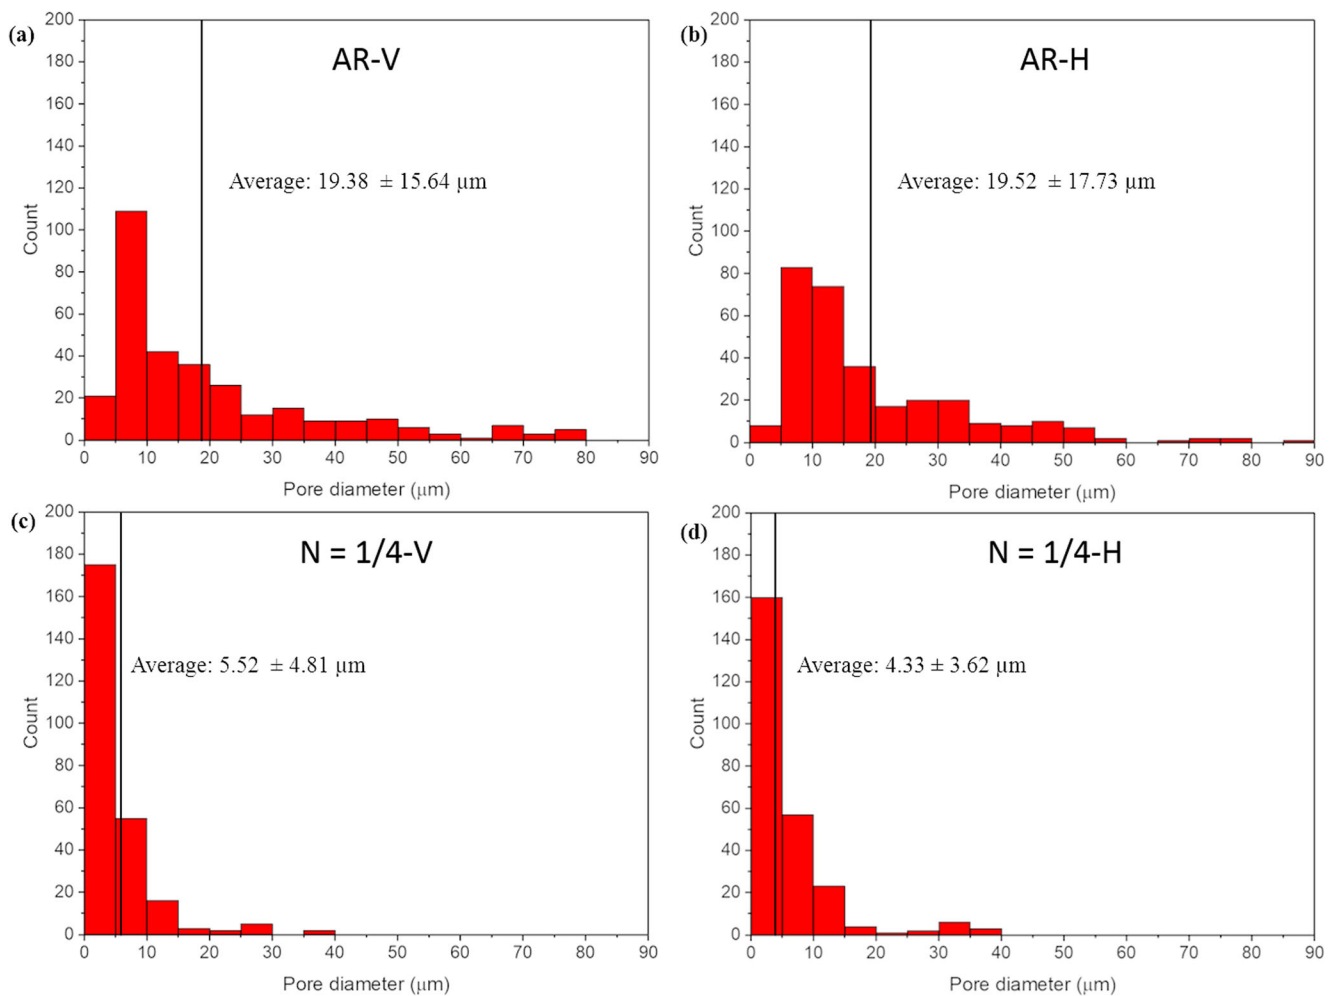 (a)
AR-V
Average: 19.38 ± 15.64 µm
Count
200
180
160
140
120
100
80
60
40
20
0
0 10 20 30 40 50 60 70 80 90
Pore diameter (µm)
(b)
AR-H
Average: 19.52 ± 17.73 µm
Count
200
180
160
140
120
100
80
60
40
20
0
0 10 20 30 40 50 60 70 80 90
Pore diameter (µm)
(c)
N = 1/4-V
Average: 5.52 ± 4.81 µm
Count
200
180
160
140
120
100
80
60
40
20
0
0 10 20 30 40 50 60 70 80 90
Pore diameter (µm)
(d)
N = 1/4-H
Average: 4.33 ± 3.62 µm
Count
200
180
160
140
120
100
80
60
40
20
0
0 10 20 30 40 50 60 70 80 90
Pore diameter (µm)